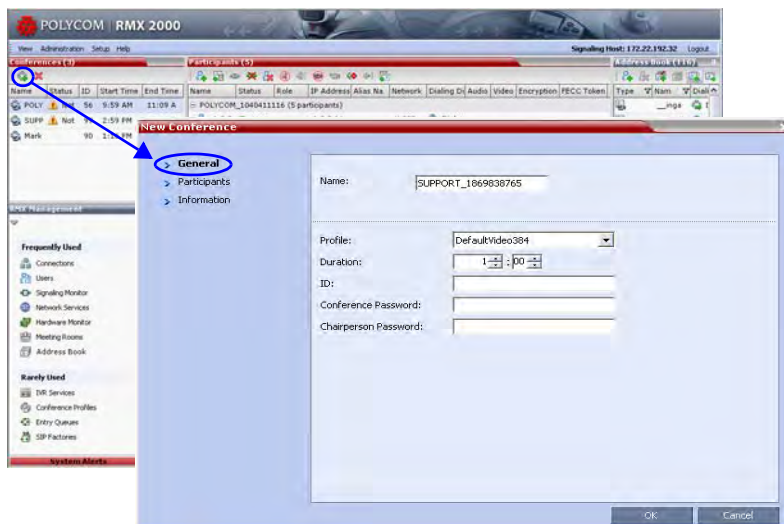 POLYCOM | RMX 2000
View Administration Setup Help
Signaling Host: 172.22.192.32 Logout
Conferences (3)
Participants (5)
Address Book (116)
Name Status ID Start Time End Time
Name Status Role IP Address Alias Na Network Dialing Di Audio Video Encryption FECC Token
Type Nam Diali
POLY Not 56 9:59 AM 11:09 A
POLYCOM_1040411116 (5 participants)
SUPP Not 2:59 PM
Mark 90
New Conference
General
Participants
Information
Name: SUPPORT_1869838765
Profile: DefaultVideo384
Duration: 1 : 00
ID:
Conference Password:
Chairperson Password:
RMX Management
Frequently Used
Connections
Users
Signaling Monitor
Network Services
Hardware Monitor
Meeting Rooms
Address Book
Rarely Used
IVR Services
Conference Profiles
Entry Queues
SIP Factories
System Alerts
OK Cancel